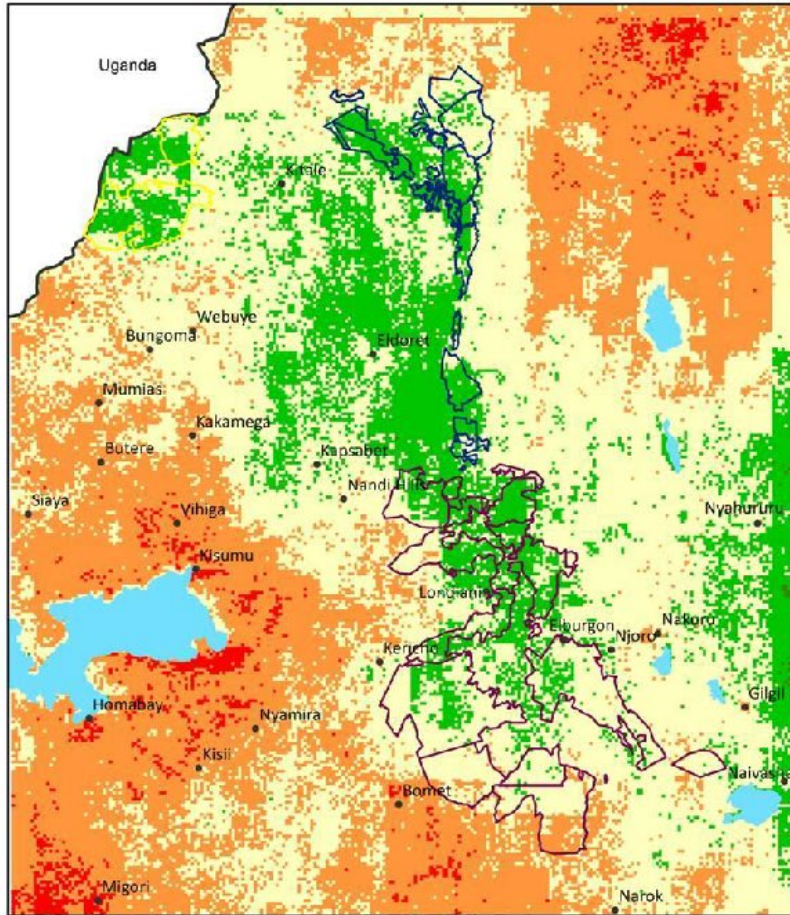 Uganda
Kitale
Webuye
Bungoma
Eldoret
Mumias
Kakamega
Butere
Kapsabet
Nandi Hills
Siaya
Vihiga
Nyahururu
Kisumu
Londiani
Elburgon
Nakuru
Njoro
Kericho
Gilgil
Homabay
Nyamira
Kisii
Naivasha
Bomet
Migori
Narok